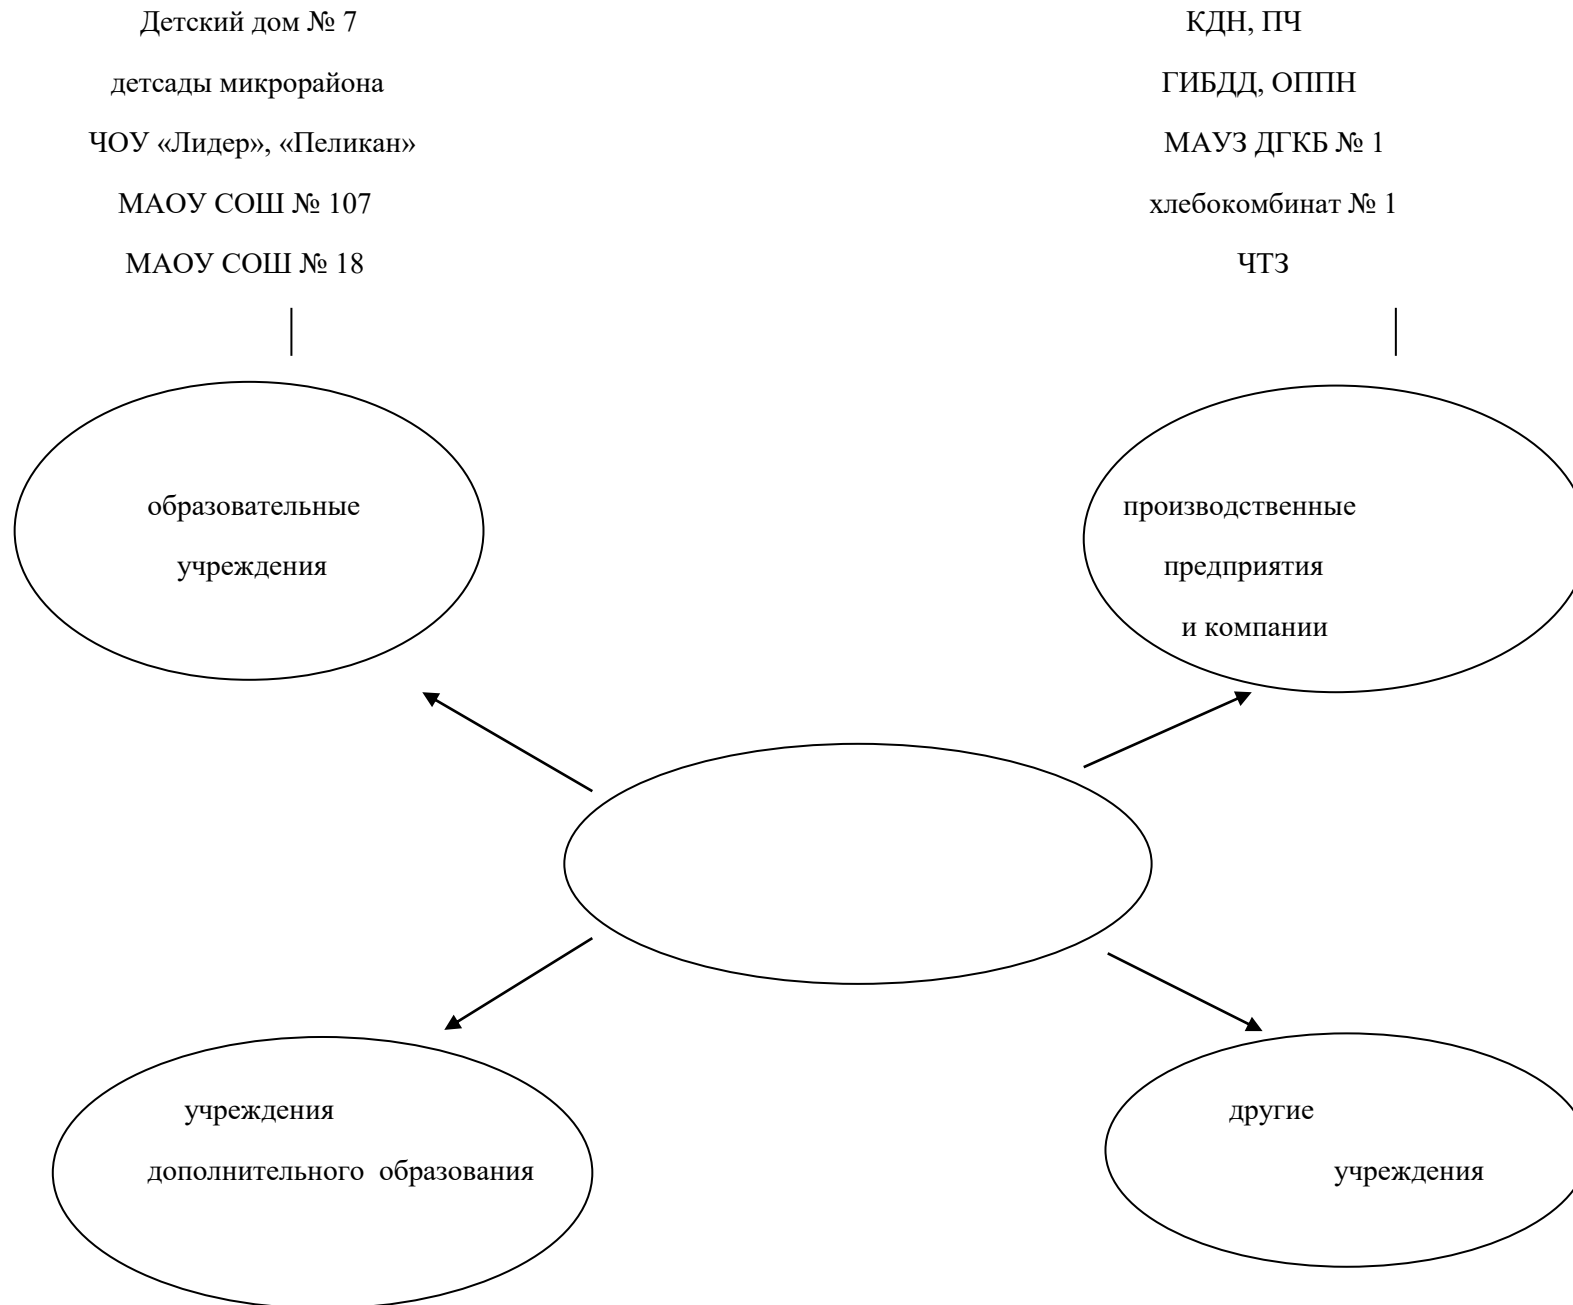 Детский дом № 7
детсады микрорайона
ЧОУ «Лидер», «Пеликан»
МАОУ СОШ № 107
МАОУ СОШ № 18
КДН, ПЧ
ГИБДД, ОППН
МАУЗ ДГКБ № 1
хлебокомбинат № 1
ЧТЗ
образовательные
учреждения
производственные
предприятия
и компании
учреждения
дополнительного образования
другие
учреждения